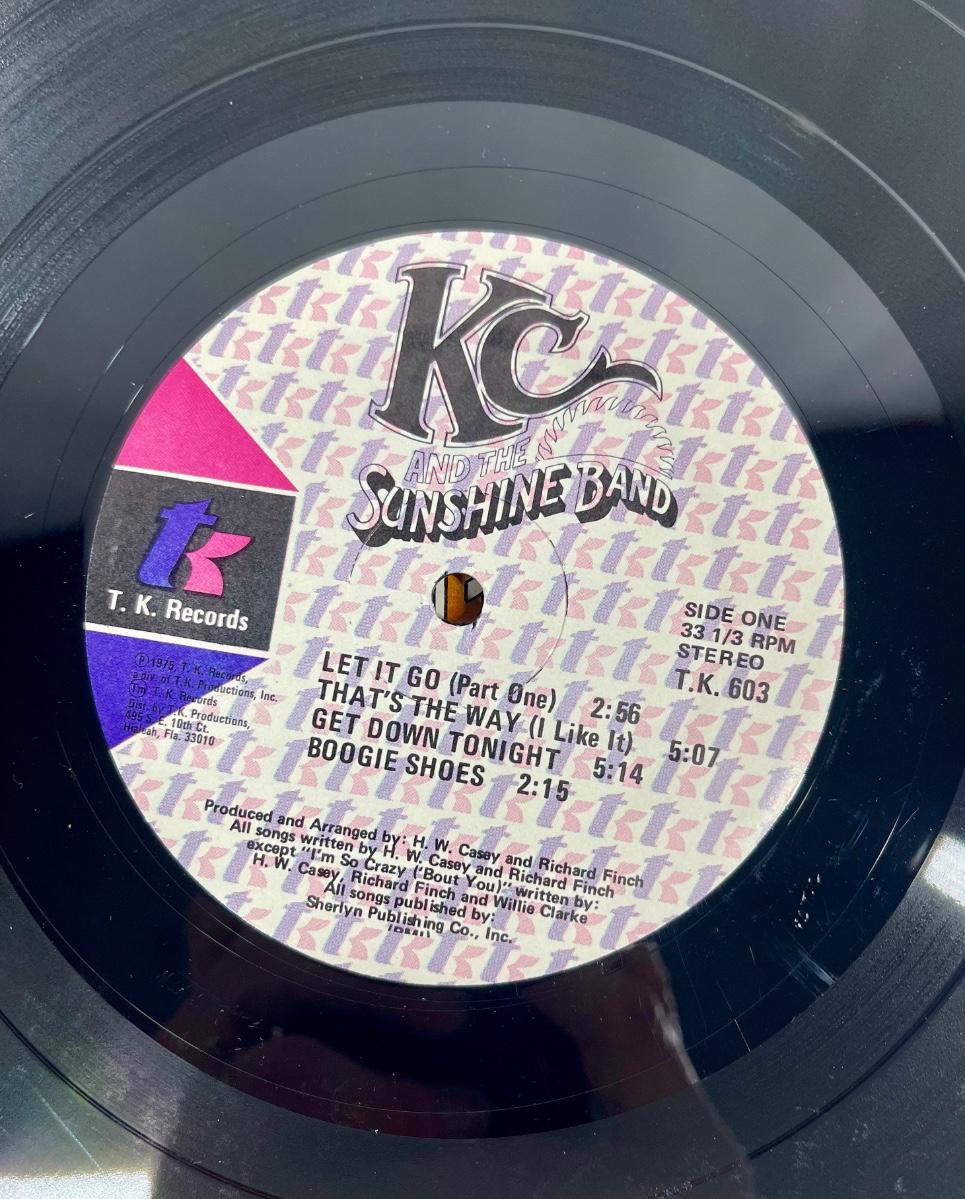 KC
AND THE
SUNSHINE BAND
tk
T. K. Records
℗1975, T. K. Records,
a div. of T.K. Productions, Inc.
Tm. T. K. Records
Dist. by T.K. Productions,
495 S. E. 10th Ct.
Hialeah, Fla. 33010
SIDE ONE
33 1/3 RPM
STEREO
T.K. 603
LET IT GO (Part One) 2:56
THAT'S THE WAY (I Like It) 5:07
GET DOWN TONIGHT 5:14
BOOGIE SHOES 2:15
Produced and Arranged by: H. W. Casey and Richard Finch
All songs written by H. W. Casey and Richard Finch
except "I'm So Crazy ('Bout You)" written by:
H. W. Casey, Richard Finch and Willie Clarke
All songs published by:
Sherlyn Publishing Co., Inc.
(BMI)